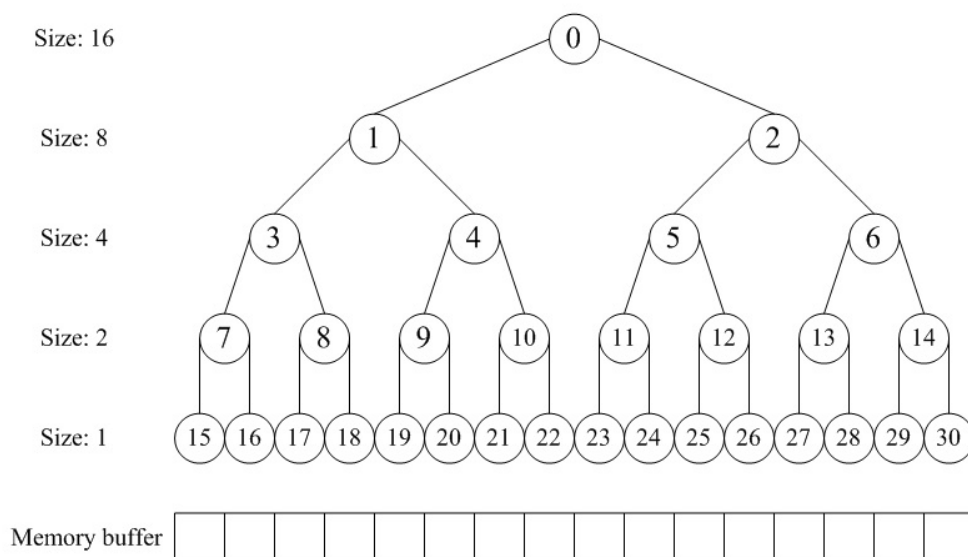 Size: 16 0
Size: 8 1 2
Size: 4 3 4 5 6
Size: 2 7 8 9 10 11 12 13 14
Size: 1 15 16 17 18 19 20 21 22 23 24 25 26 27 28 29 30
Memory buffer